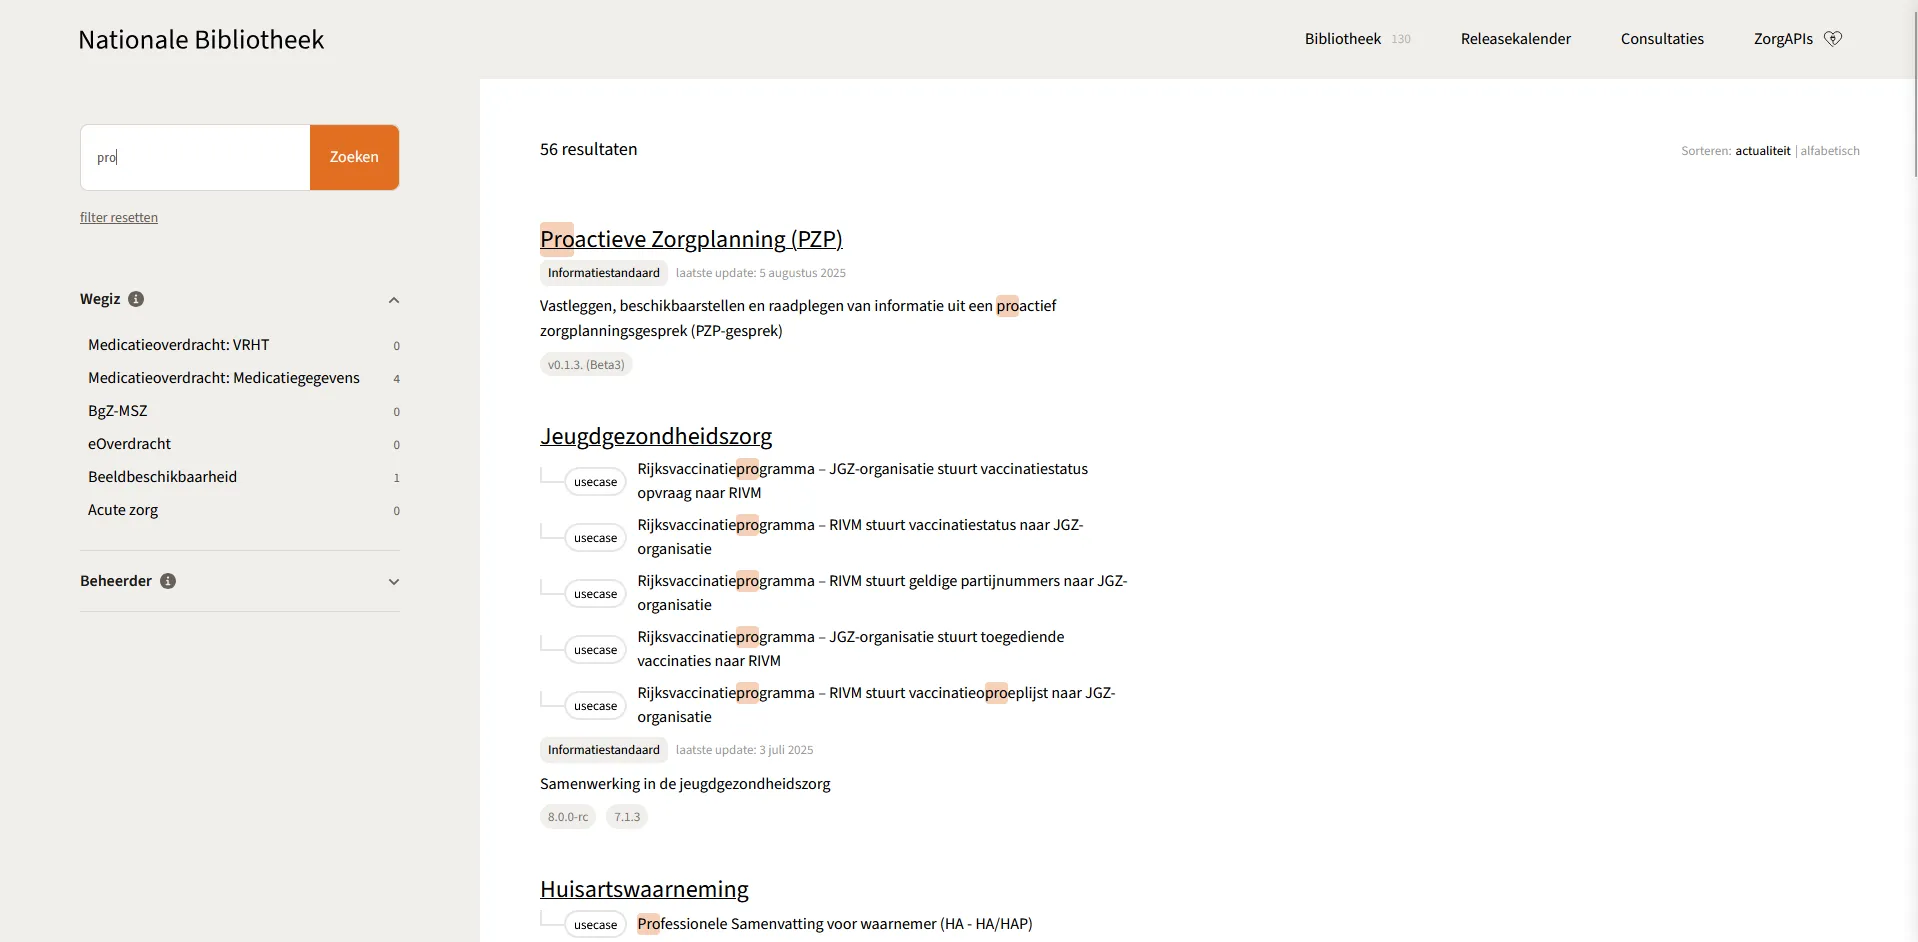 Nationale Bibliotheek
Bibliotheek 130
Releasekalender
Consultaties
ZorgAPIs
pro
Zoeken
filter resetten
Wegiz
Medicatieoverdracht: VRHT 0
Medicatieoverdracht: Medicatiegegevens 4
BgZ-MSZ 0
eOverdracht 0
Beeldbeschikbaarheid 1
Acute zorg 0
Beheerder
56 resultaten
Sorteren: actualiteit | alfabetisch
Proactieve Zorgplanning (PZP)
Informatiestandaard laatste update: 5 augustus 2025
Vastleggen, beschikbaarstellen en raadplegen van informatie uit een proactief
zorgplanningsgesprek (PZP-gesprek)
v0.1.3. (Beta3)
Jeugdgezondheidszorg
usecase
Rijksvaccinatieprogramma – JGZ-organisatie stuurt vaccinatiestatus
opvraag naar RIVM
usecase
Rijksvaccinatieprogramma – RIVM stuurt vaccinatiestatus naar JGZ-
organisatie
usecase
Rijksvaccinatieprogramma – RIVM stuurt geldige partijnummers naar JGZ-
organisatie
usecase
Rijksvaccinatieprogramma – JGZ-organisatie stuurt toegediende
vaccinaties naar RIVM
usecase
Rijksvaccinatieprogramma – RIVM stuurt vaccinatieoproeplijst naar JGZ-
organisatie
Informatiestandaard laatste update: 3 juli 2025
Samenwerking in de jeugdgezondheidszorg
8.0.0-rc 7.1.3
Huisartswaarneming
usecase Professionele Samenvatting voor waarnemer (HA - HA/HAP)